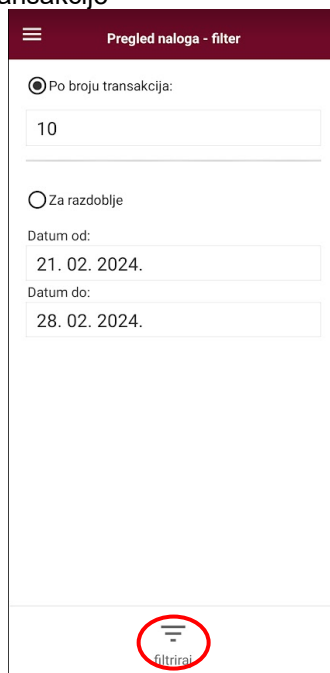 Pregled naloga - filter
Po broju transakcija:
10
Za razdoblje
Datum od:
21. 02. 2024.
Datum do:
28. 02. 2024.
filtriraj